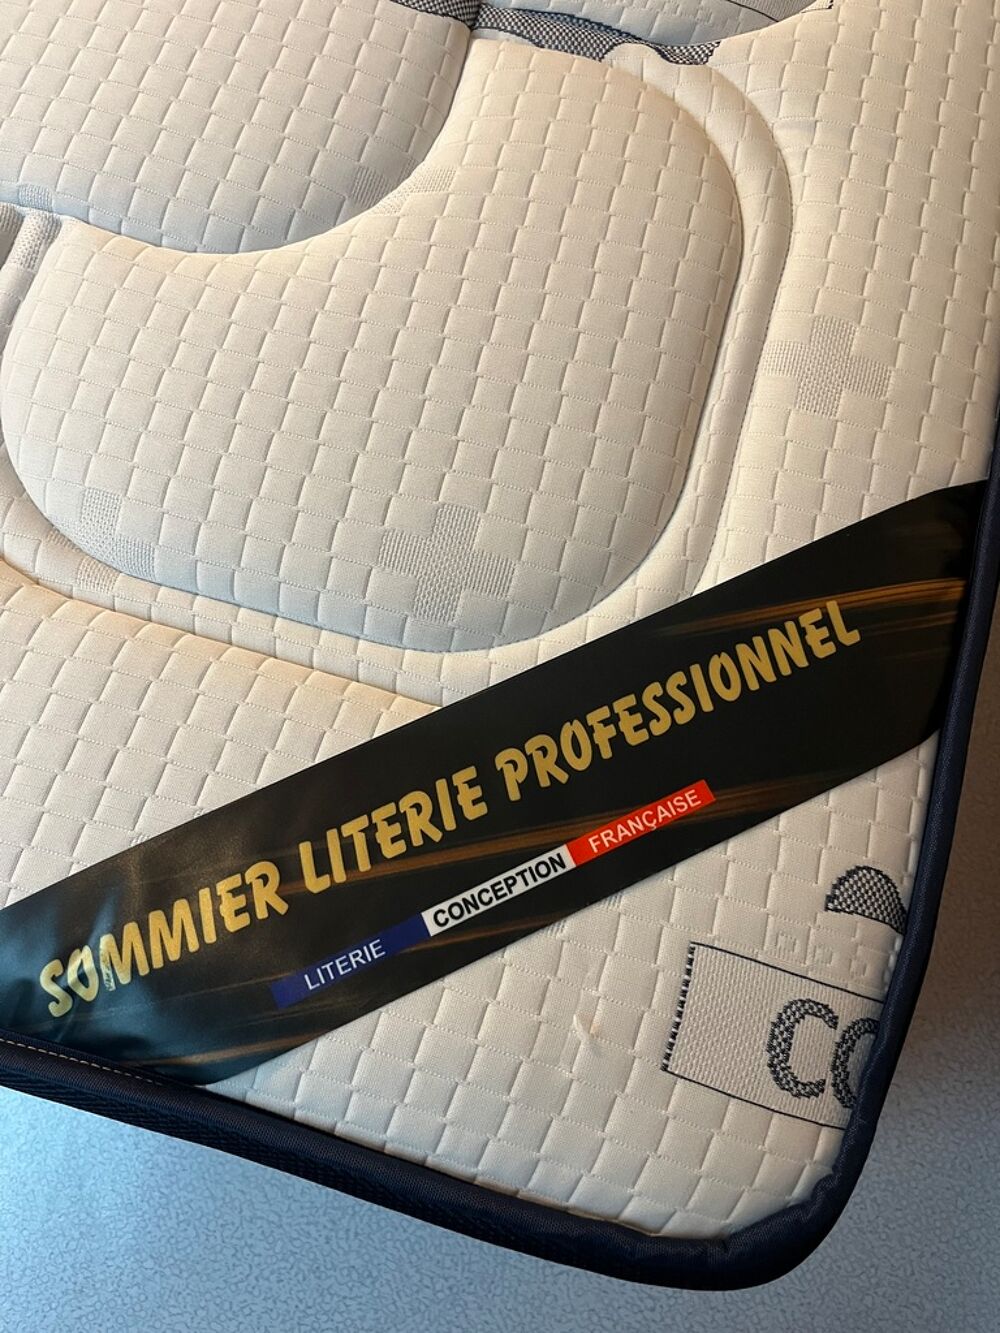 SOMMIER LITERIE PROFESSIONNEL
LITERIE CONCEPTION FRANÇAISE